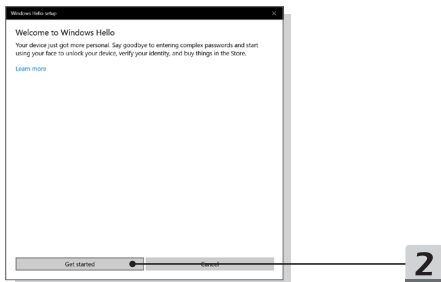 Windows Hello setup
Welcome to Windows Hello
Your device just got more personal. Say goodbye to entering complex passwords and start
using your face to unlock your device, verify your identity, and buy things in the Store.
Learn more
Get started
Cancel
2